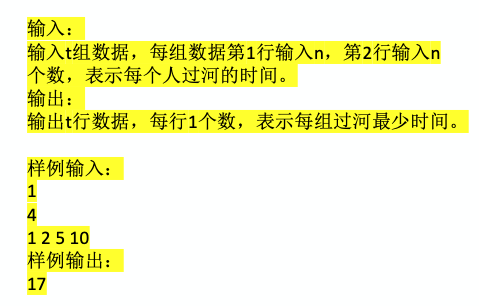 输入：
输入t组数据，每组数据第1行输入n，第2行输入n
个数，表示每个人过河的时间。
输出：
输出t行数据，每行1个数，表示每组过河最少时间。
样例输入：
1
4
1 2 5 10
样例输出：
17